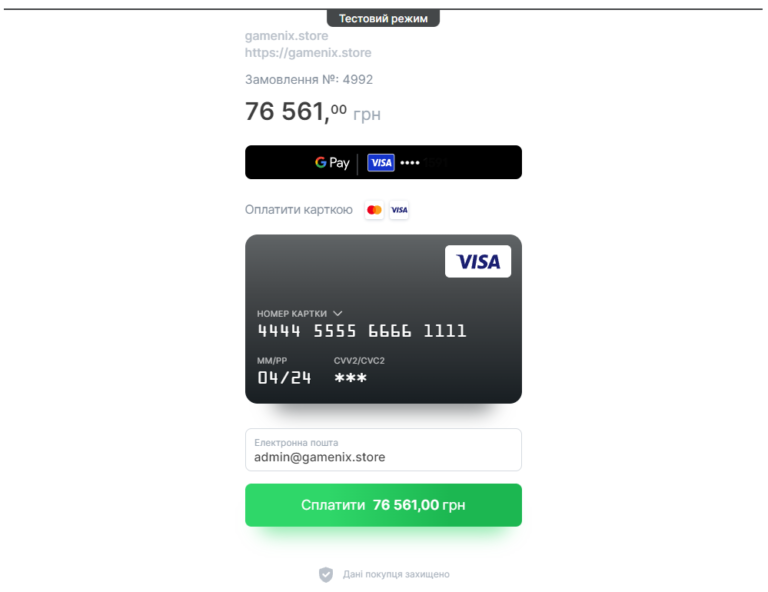 Тестовий режим
gamenix.store
https://gamenix.store
Замовлення №: 4992
76 561,00 грн
G Pay VISA ••••
Оплатити карткою VISA
VISA
НОМЕР КАРТКИ
4444 5555 6666 1111
ММ/РР CVV2/CVC2
04/24 ***
Електронна пошта
admin@gamenix.store
Сплатити 76 561,00 грн
Дані покупця захищено